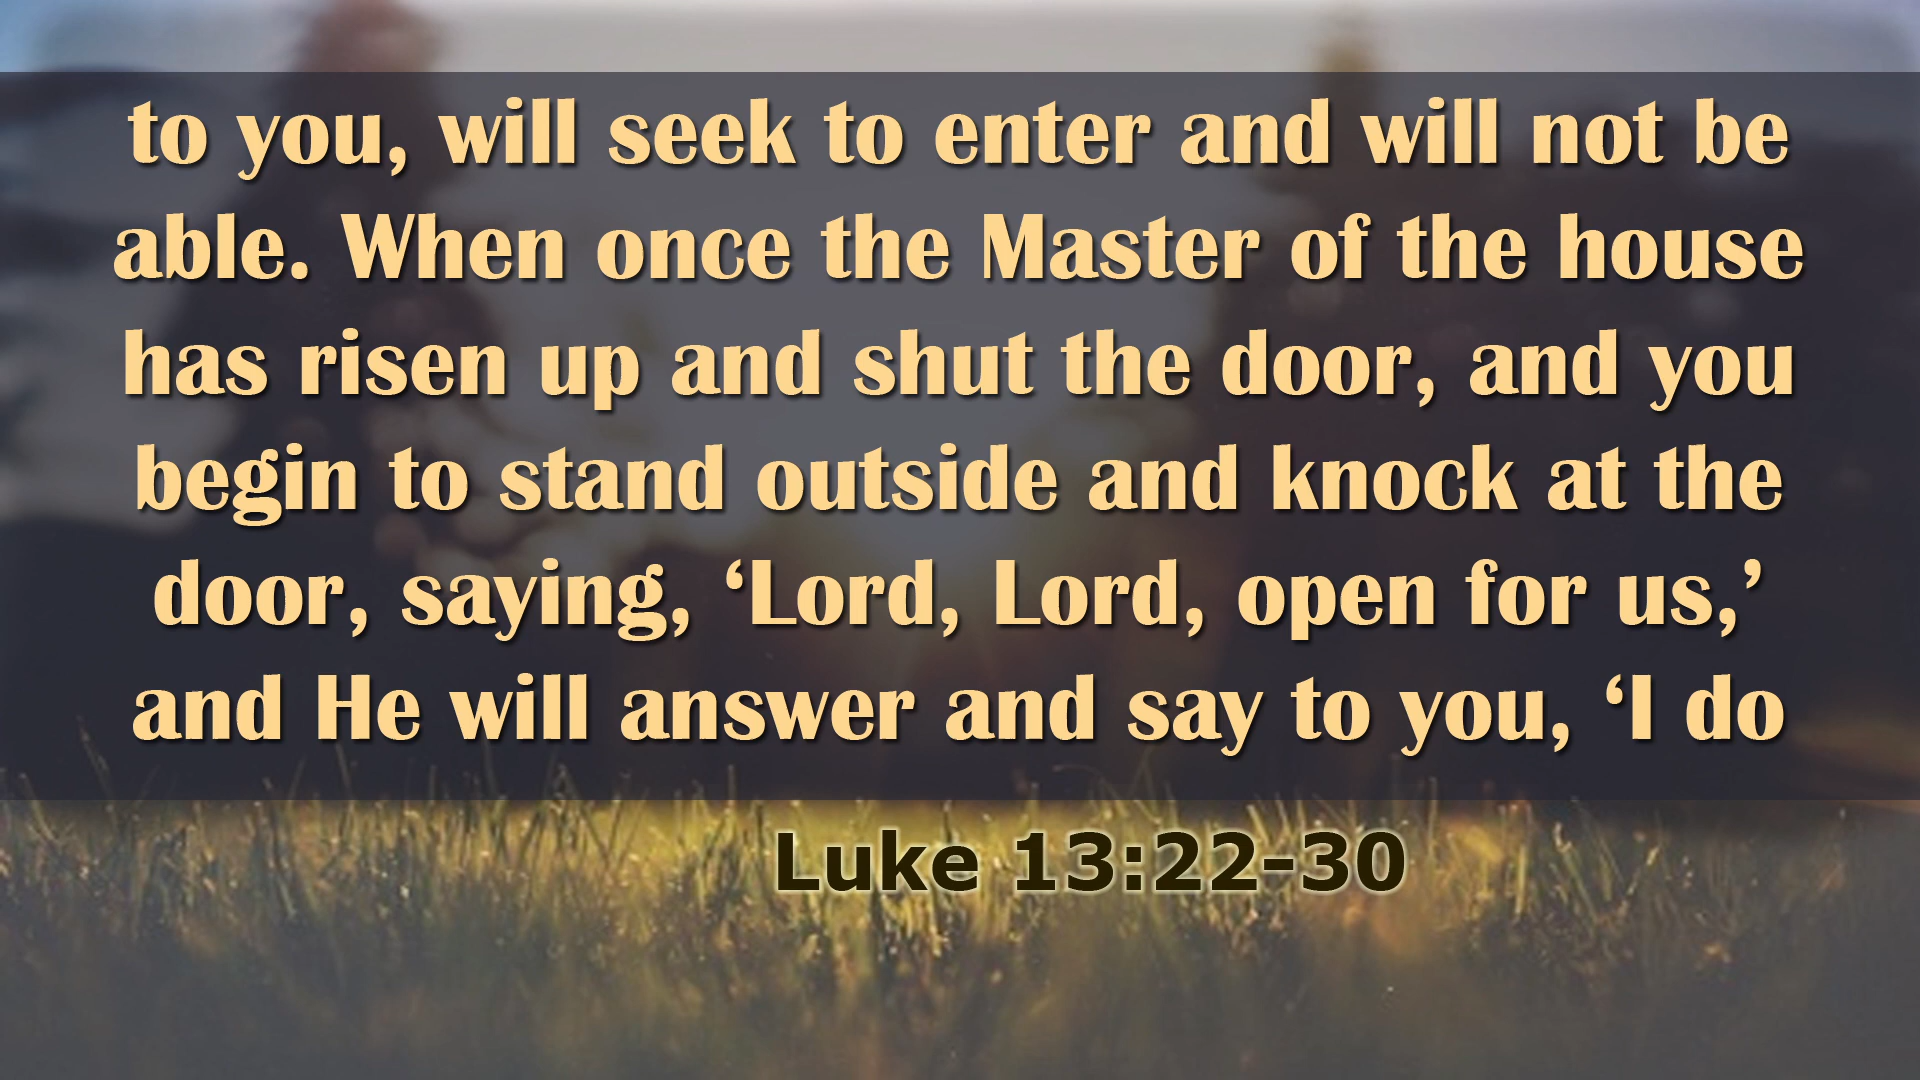 to you, will seek to enter and will not be
able. When once the Master of the house
has risen up and shut the door, and you
begin to stand outside and knock at the
door, saying, ‘Lord, Lord, open for us,’
and He will answer and say to you, ‘I do
Luke 13:22-30